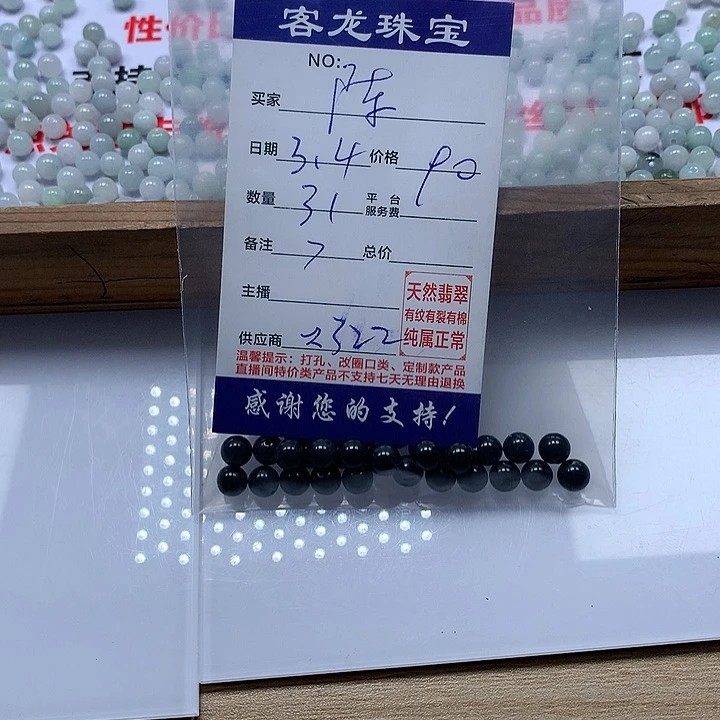 客龙珠宝
NO:
买家 陈
日期 3.4 价格 90
数量 31 平台服务费
备注 7 总价
主播
天然翡翠
有纹有裂有棉
纯属正常
供应商 2322
温馨提示：打孔、改圈口类、定制款产品
直播间特价类产品不支持七天无理由退换
感谢您的支持！